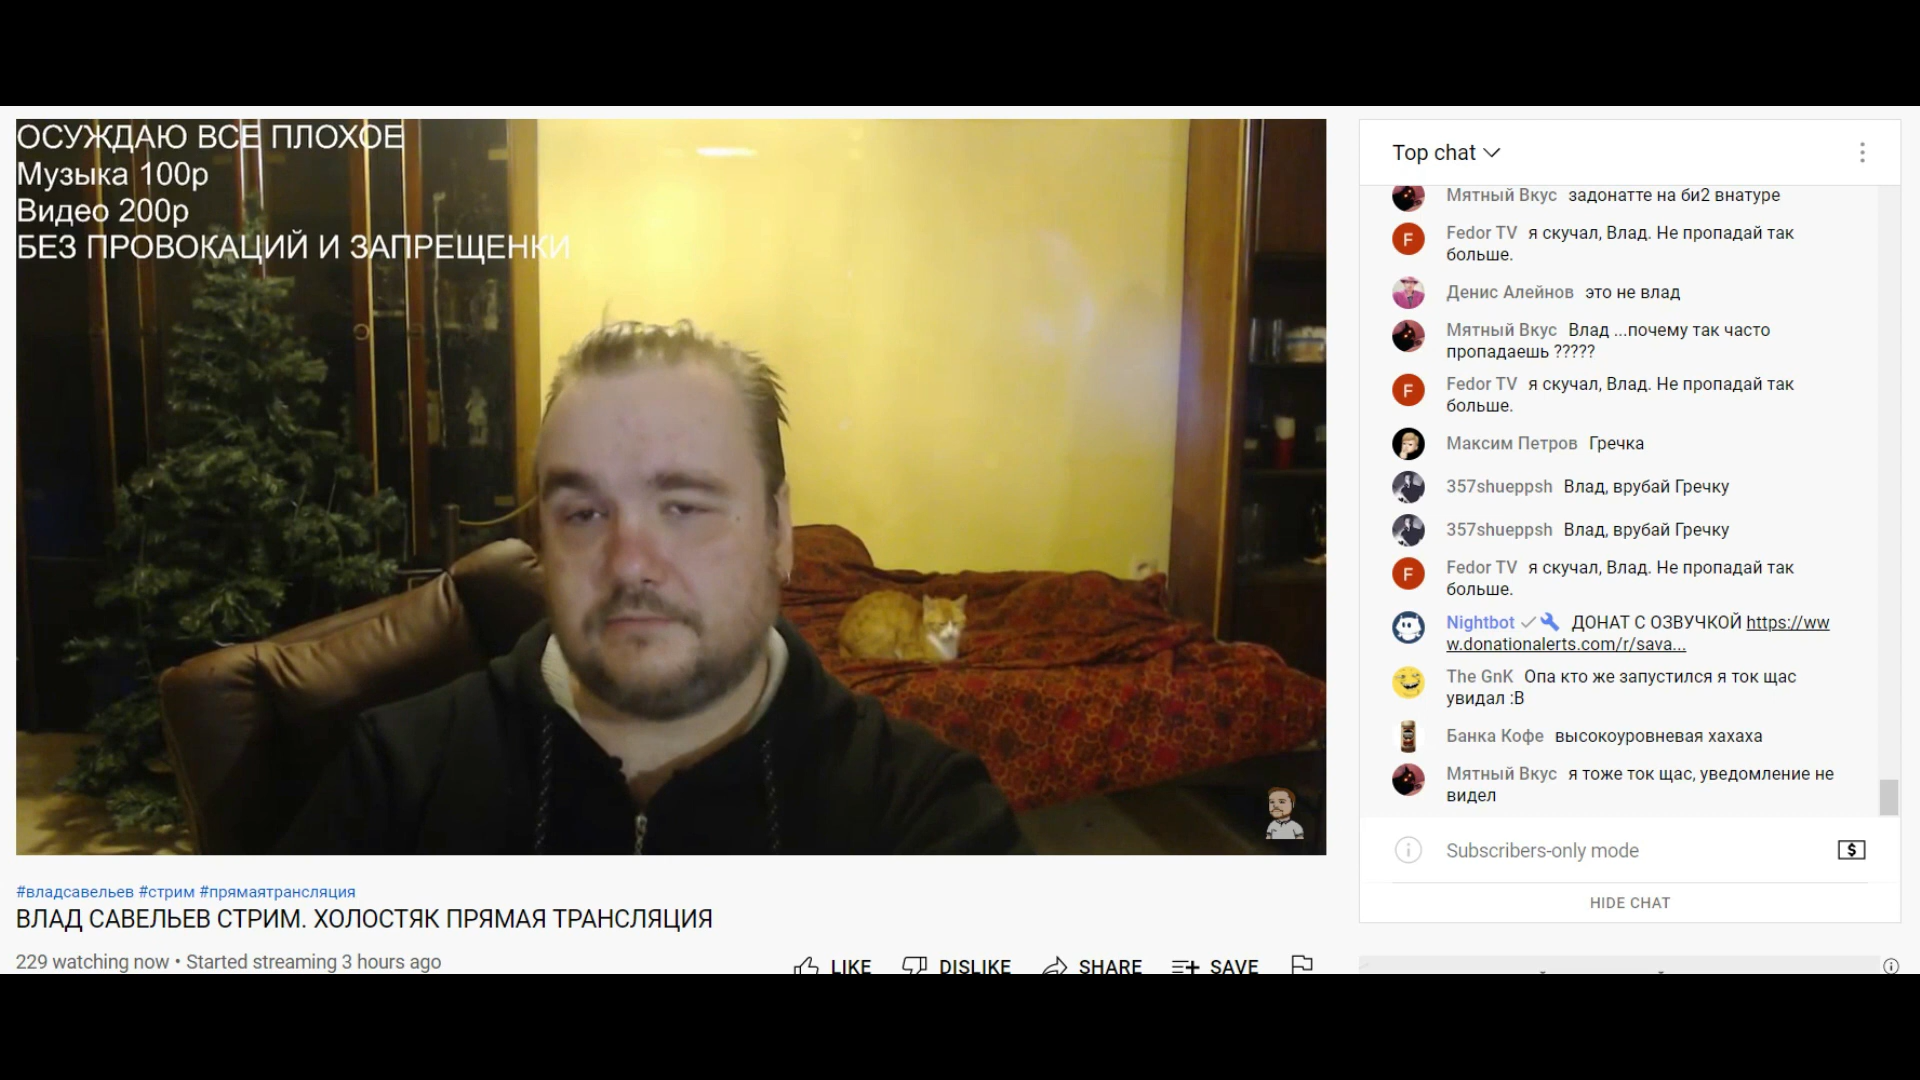 ОСУЖДАЮ ВСЕ ПЛОХОЕ
Музыка 100р
Видео 200р
БЕЗ ПРОВОКАЦИЙ И ЗАПРЕЩЕНКИ
#владсавельев #стрим #прямаятрансляция
ВЛАД САВЕЛЬЕВ СТРИМ. ХОЛОСТЯК ПРЯМАЯ ТРАНСЛЯЦИЯ
229 watching now • Started streaming 3 hours ago
LIKE DISLIKE SHARE SAVE
Top chat
Мятный Вкус задонатте на би2 внатуре
F Fedor TV я скучал, Влад. Не пропадай так
больше.
Денис Алейнов это не влад
Мятный Вкус Влад ...почему так часто
пропадаешь ?????
F Fedor TV я скучал, Влад. Не пропадай так
больше.
Максим Петров Гречка
357shueppsh Влад, врубай Гречку
357shueppsh Влад, врубай Гречку
F Fedor TV я скучал, Влад. Не пропадай так
больше.
Nightbot ДОНАТ С ОЗВУЧКОЙ https://ww
w.donationalerts.com/r/sava...
The GnK Опа кто же запустился я ток щас
увидал :В
Банка Кофе высокоуровневая хахаха
Мятный Вкус я тоже ток щас, уведомление не
видел
Subscribers-only mode
HIDE CHAT